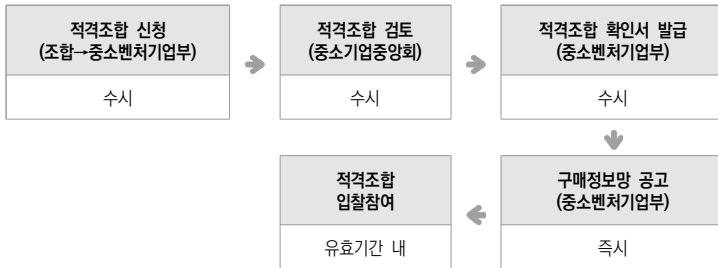 적격조합 신청
(조합→중소벤처기업부)
수시
적격조합 검토
(중소기업중앙회)
수시
적격조합 확인서 발급
(중소벤처기업부)
수시
구매정보망 공고
(중소벤처기업부)
즉시
적격조합
입찰참여
유효기간 내